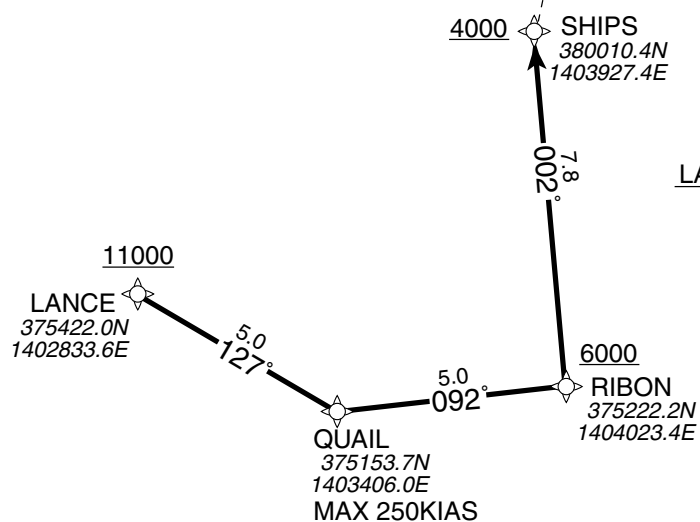 4000
SHIPS
380010.4N
1403927.4E
7.8
002°
LA
11000
LANCE
375422.0N
1402833.6E
5.0
127°
5.0
092°
6000
RIBON
375222.2N
1404023.4E
QUAIL
375153.7N
1403406.0E
MAX 250KIAS